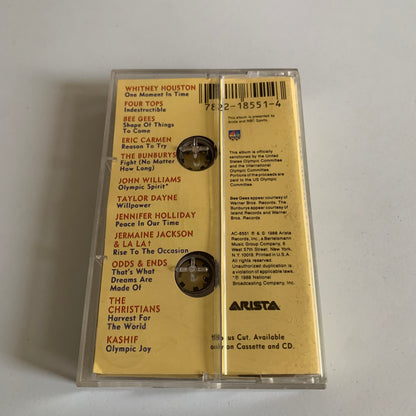 WHITNEY HOUSTON
One Moment In Time
FOUR TOPS
Indestructible
BEE GEES
Shape Of Things
To Come
ERIC CARMEN
Reason To Try
THE BUNBURYS
Fight (No Matter
How Long)
JOHN WILLIAMS
Olympic Spirit*
TAYLOR DAYNE
Willpower
JENNIFER HOLLIDAY
Peace In Our Time
JERMAINE JACKSON
& LA LA†
Rise To The Occasion
ODDS & ENDS
That's What
Dreams Are
Made Of
THE
CHRISTIANS
Harvest For
The World
KASHIF
Olympic Joy
7822-18551-4
This album is presented by
Arista and NBC Sports.
This album is officially
sanctioned by the United
States Olympic Committee
and the International
Olympic Committee.
Portions of the proceeds are
paid to the US Olympic
Committee.
Bee Gees appear courtesy of
Warner Bros. Records. The
Bunburys appear courtesy of
Island Records and Warner
Bros. Records.
AC-8551 ℗ & © 1988 Arista
Records, Inc., a Bertelsmann
Music Group Company, 6
West 57th Street, New York,
N.Y. 10019. Printed in U.S.A.
All rights reserved.
Unauthorized duplication is
a violation of applicable laws.
*℗ 1988 National
Broadcasting Company, Inc.
ARISTA
us Cut. Available
only on Cassette and CD.